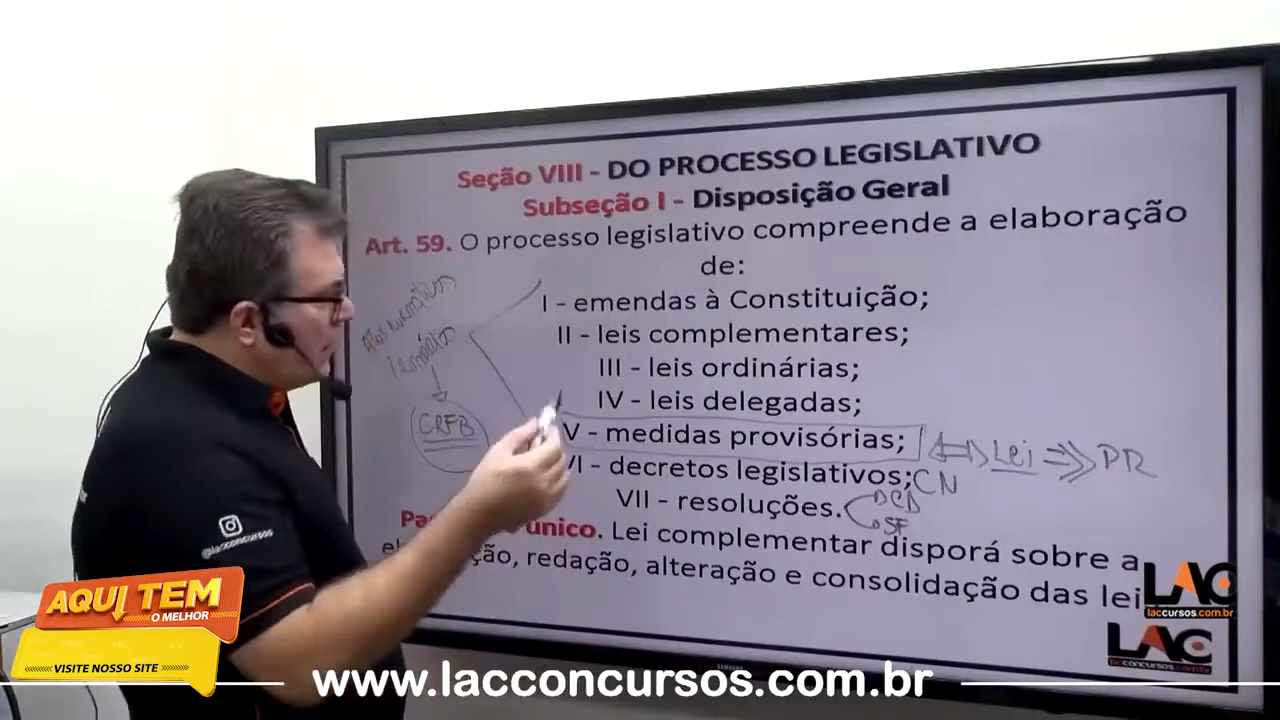 Seção VIII - DO PROCESSO LEGISLATIVO
Subseção I - Disposição Geral
Art. 59. O processo legislativo compreende a elaboração
de:
I - emendas à Constituição;
II - leis complementares;
III - leis ordinárias;
IV - leis delegadas;
V - medidas provisórias; Lei PR
VI - decretos legislativos; CN
VII - resoluções. CD
SF
único. Lei complementar disporá sobre a
redação, alteração e consolidação das lei
CRFB
@lacconcursos
AQUI TEM
O MELHOR
VISITE NOSSO SITE
LAC
laccursos.com.br
LAC
SAMSUNG
www.lacconcursos.com.br